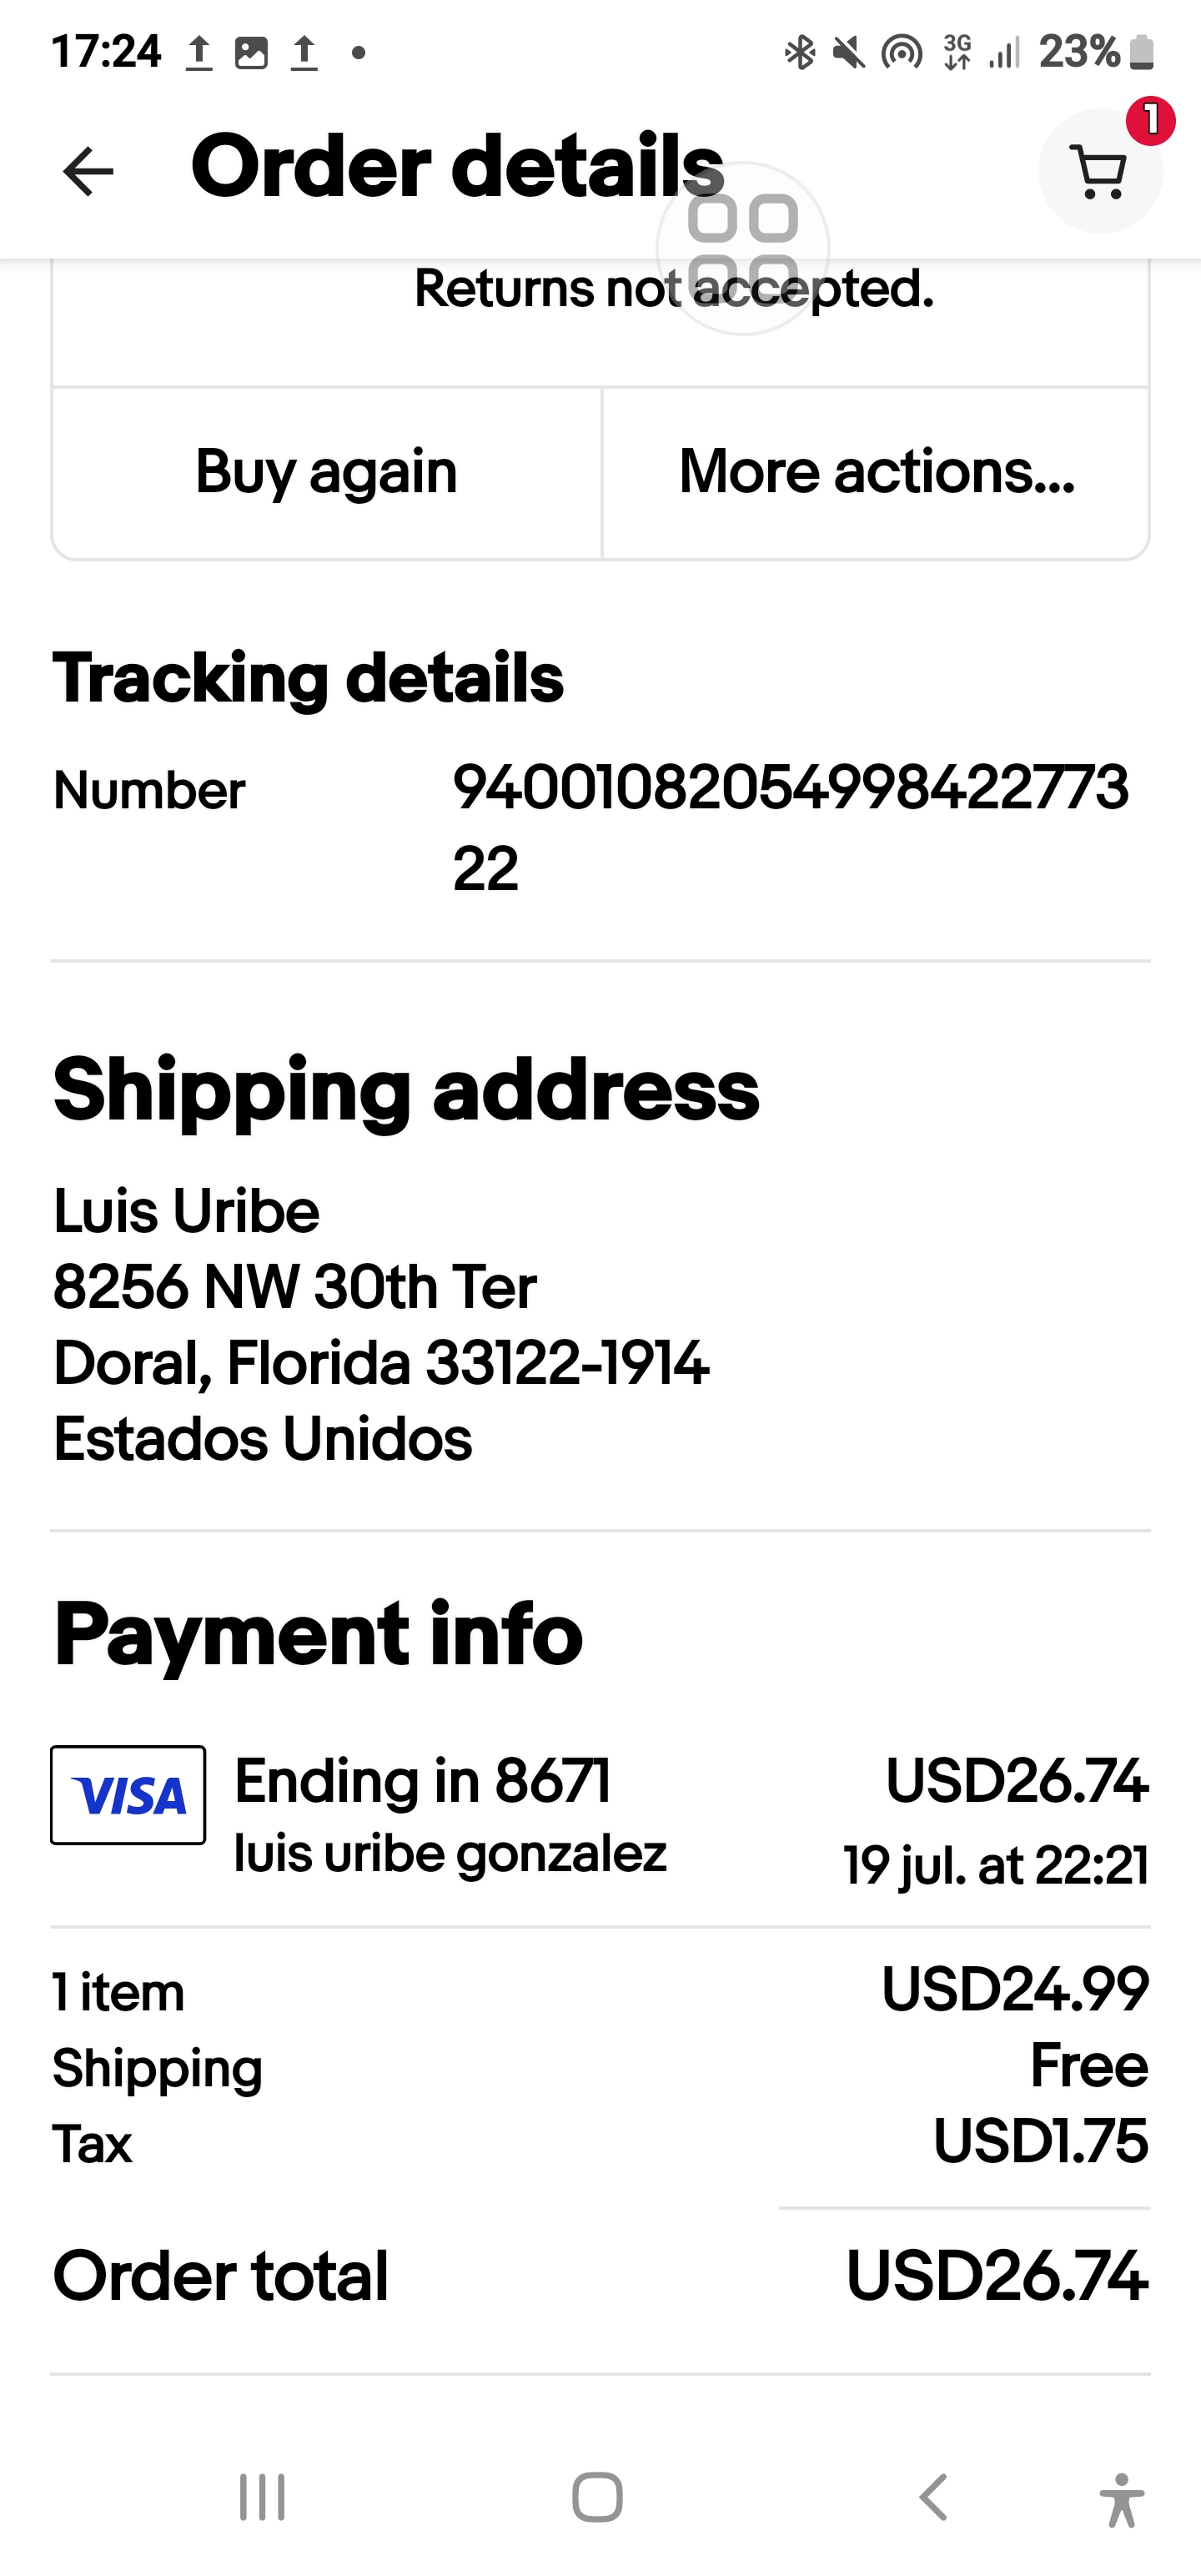 17:24 3G 23%
Order details 1
Returns not accepted.
Buy again More actions...
Tracking details
Number 94001082054998422773
22
Shipping address
Luis Uribe
8256 NW 30th Ter
Doral, Florida 33122-1914
Estados Unidos
Payment info
VISA Ending in 8671 USD26.74
luis uribe gonzalez 19 jul. at 22:21
1 item USD24.99
Shipping Free
Tax USD1.75
Order total USD26.74